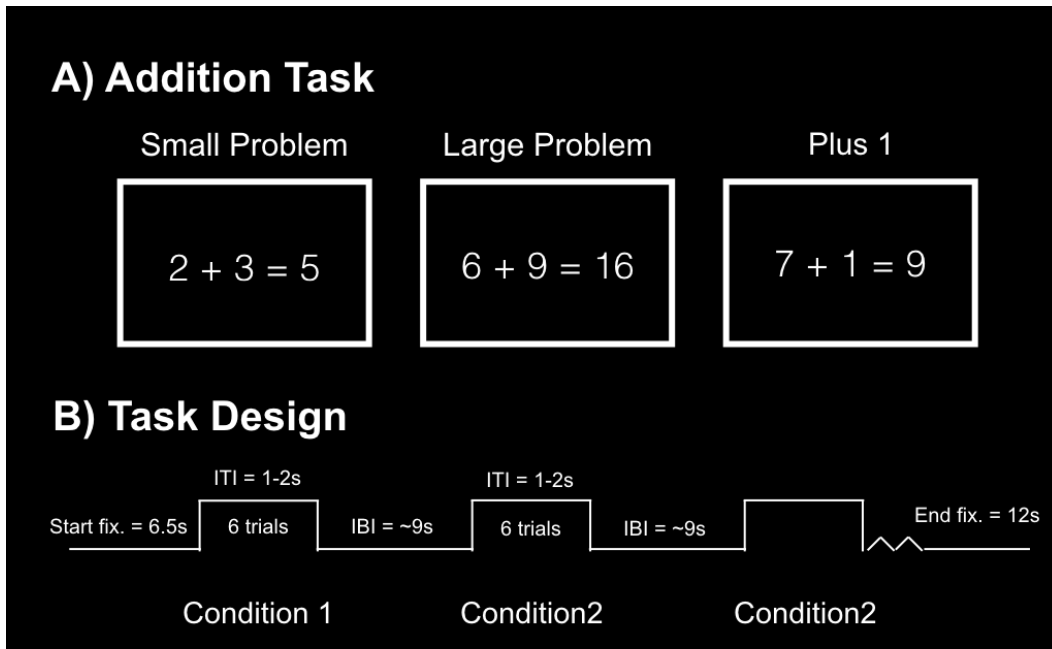 A) Addition Task
Small Problem
Large Problem
Plus 1
2 + 3 = 5
6 + 9 = 16
7 + 1 = 9
B) Task Design
ITI = 1-2s
ITI = 1-2s
Start fix. = 6.5s
6 trials
IBI = ~9s
6 trials
IBI = ~9s
End fix. = 12s
Condition 1
Condition2
Condition2